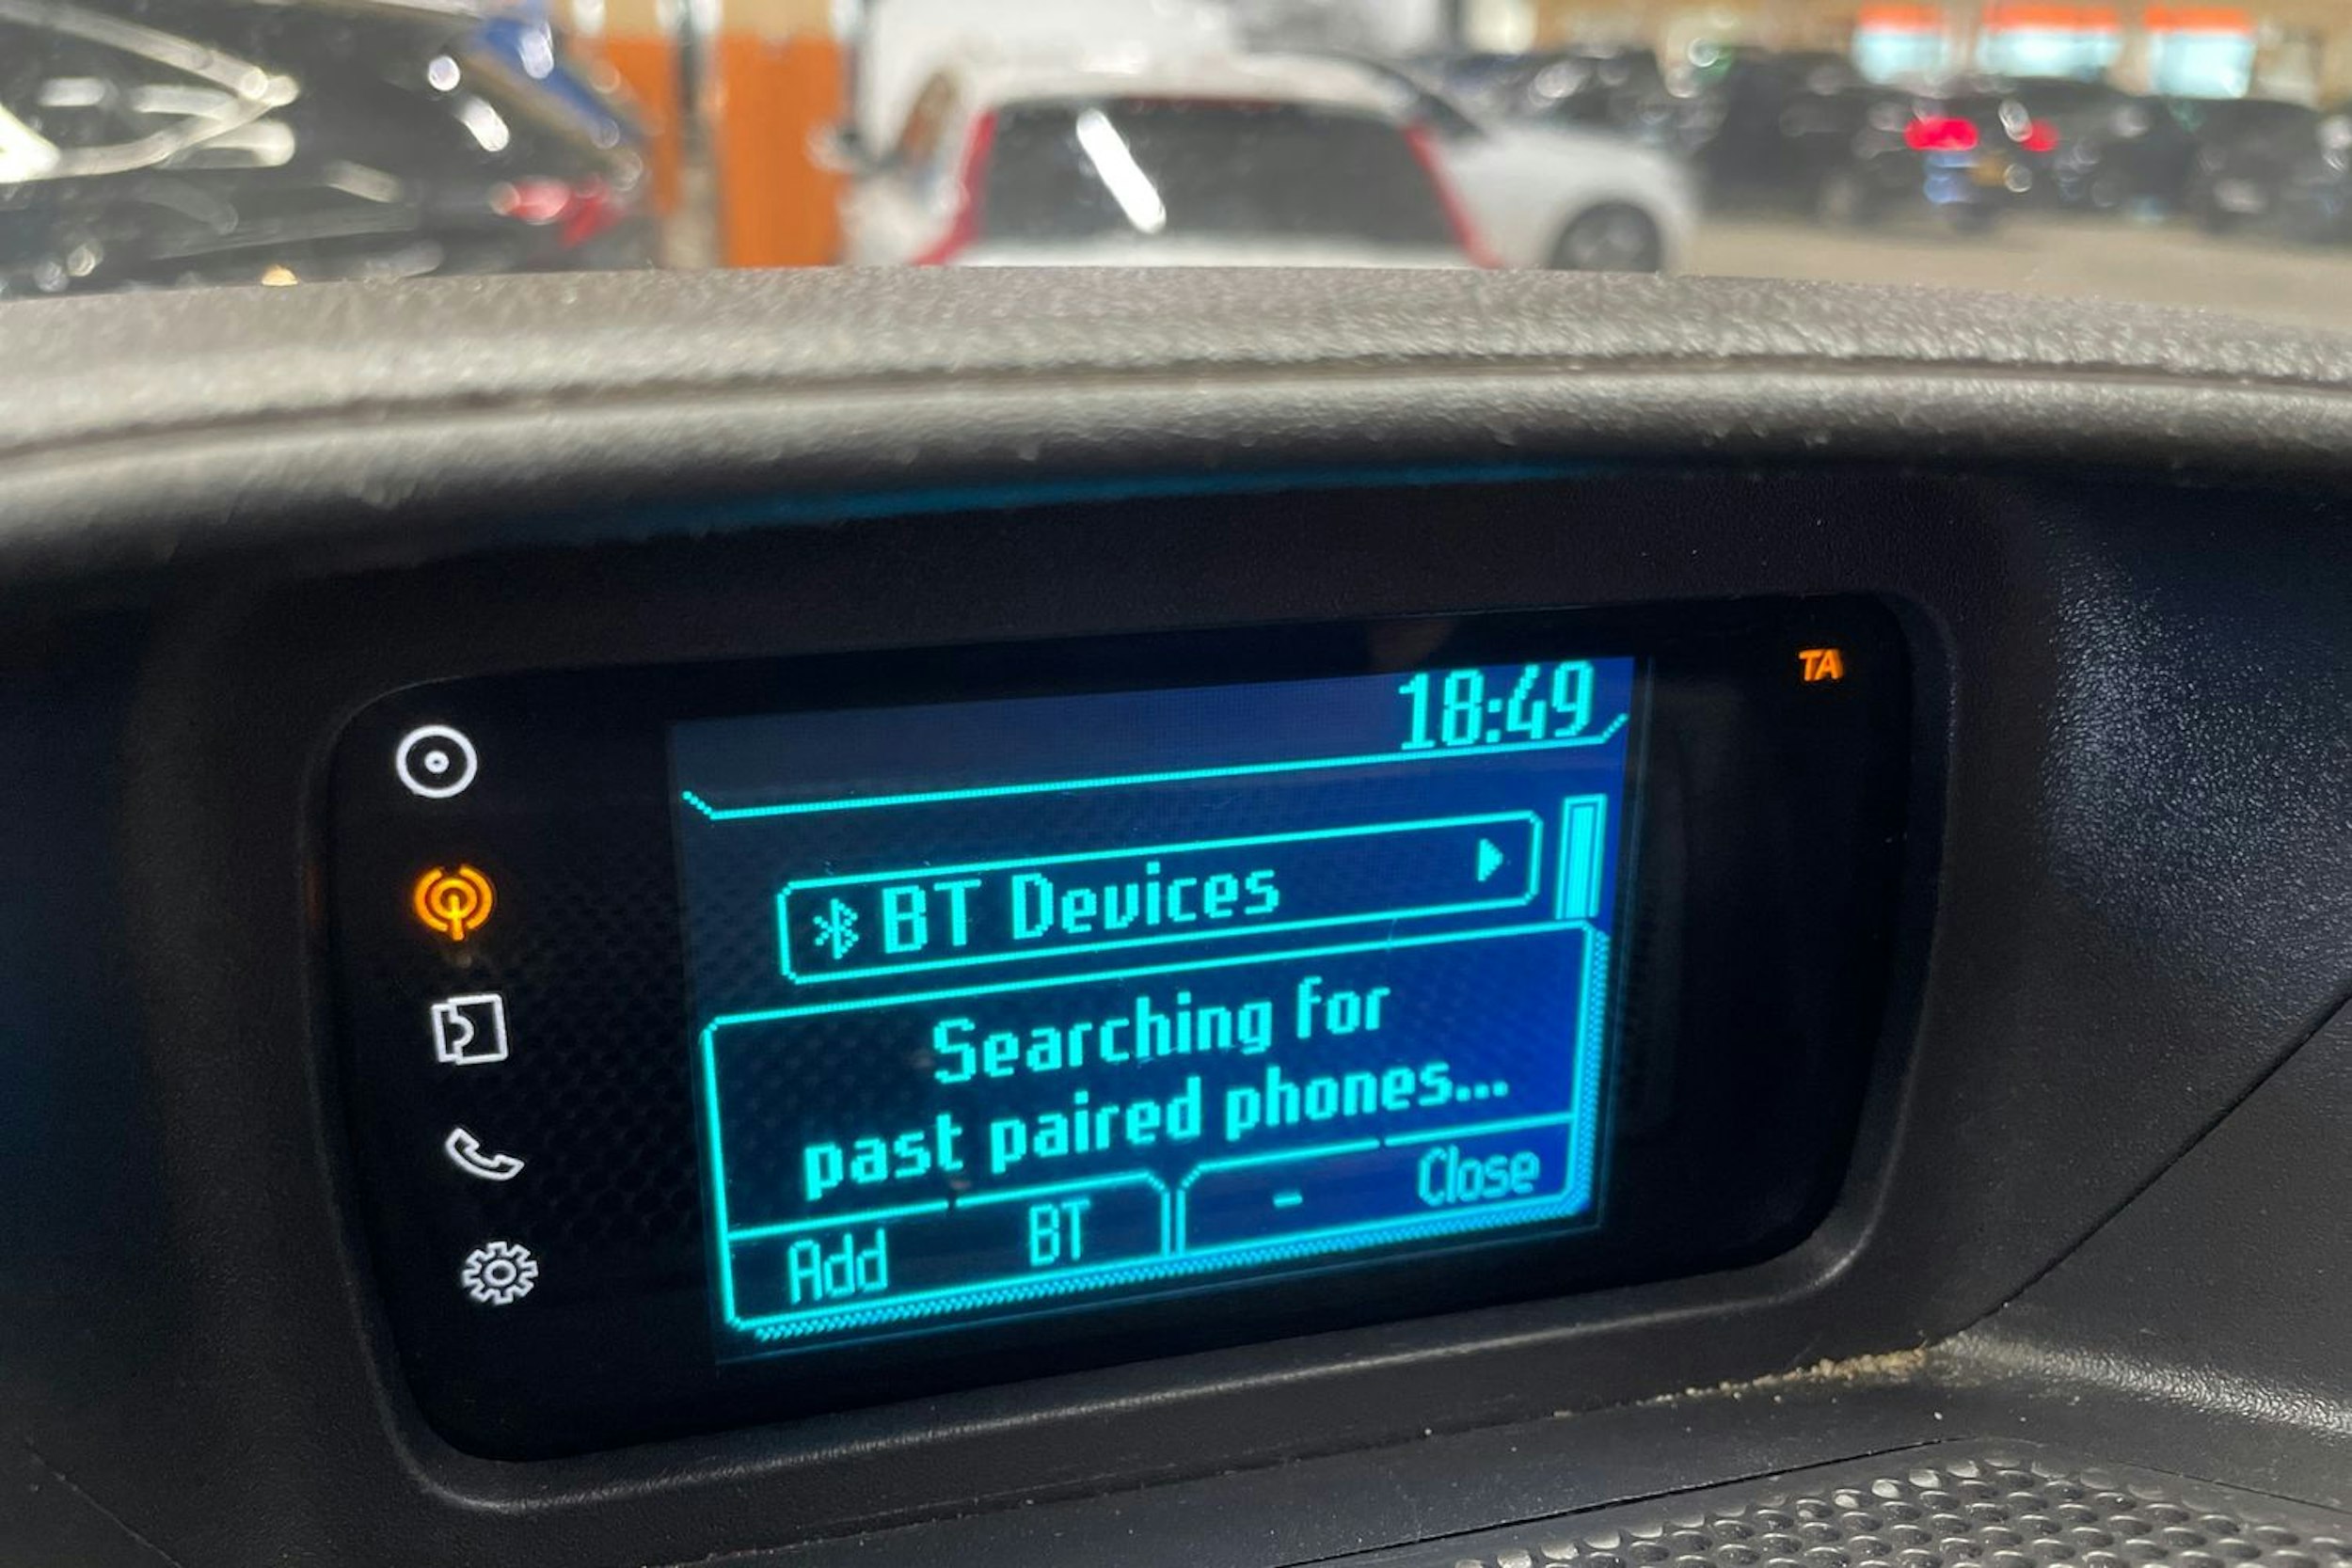 TA
18:49
BT Devices
Searching for
past paired phones...
Add BT - Close